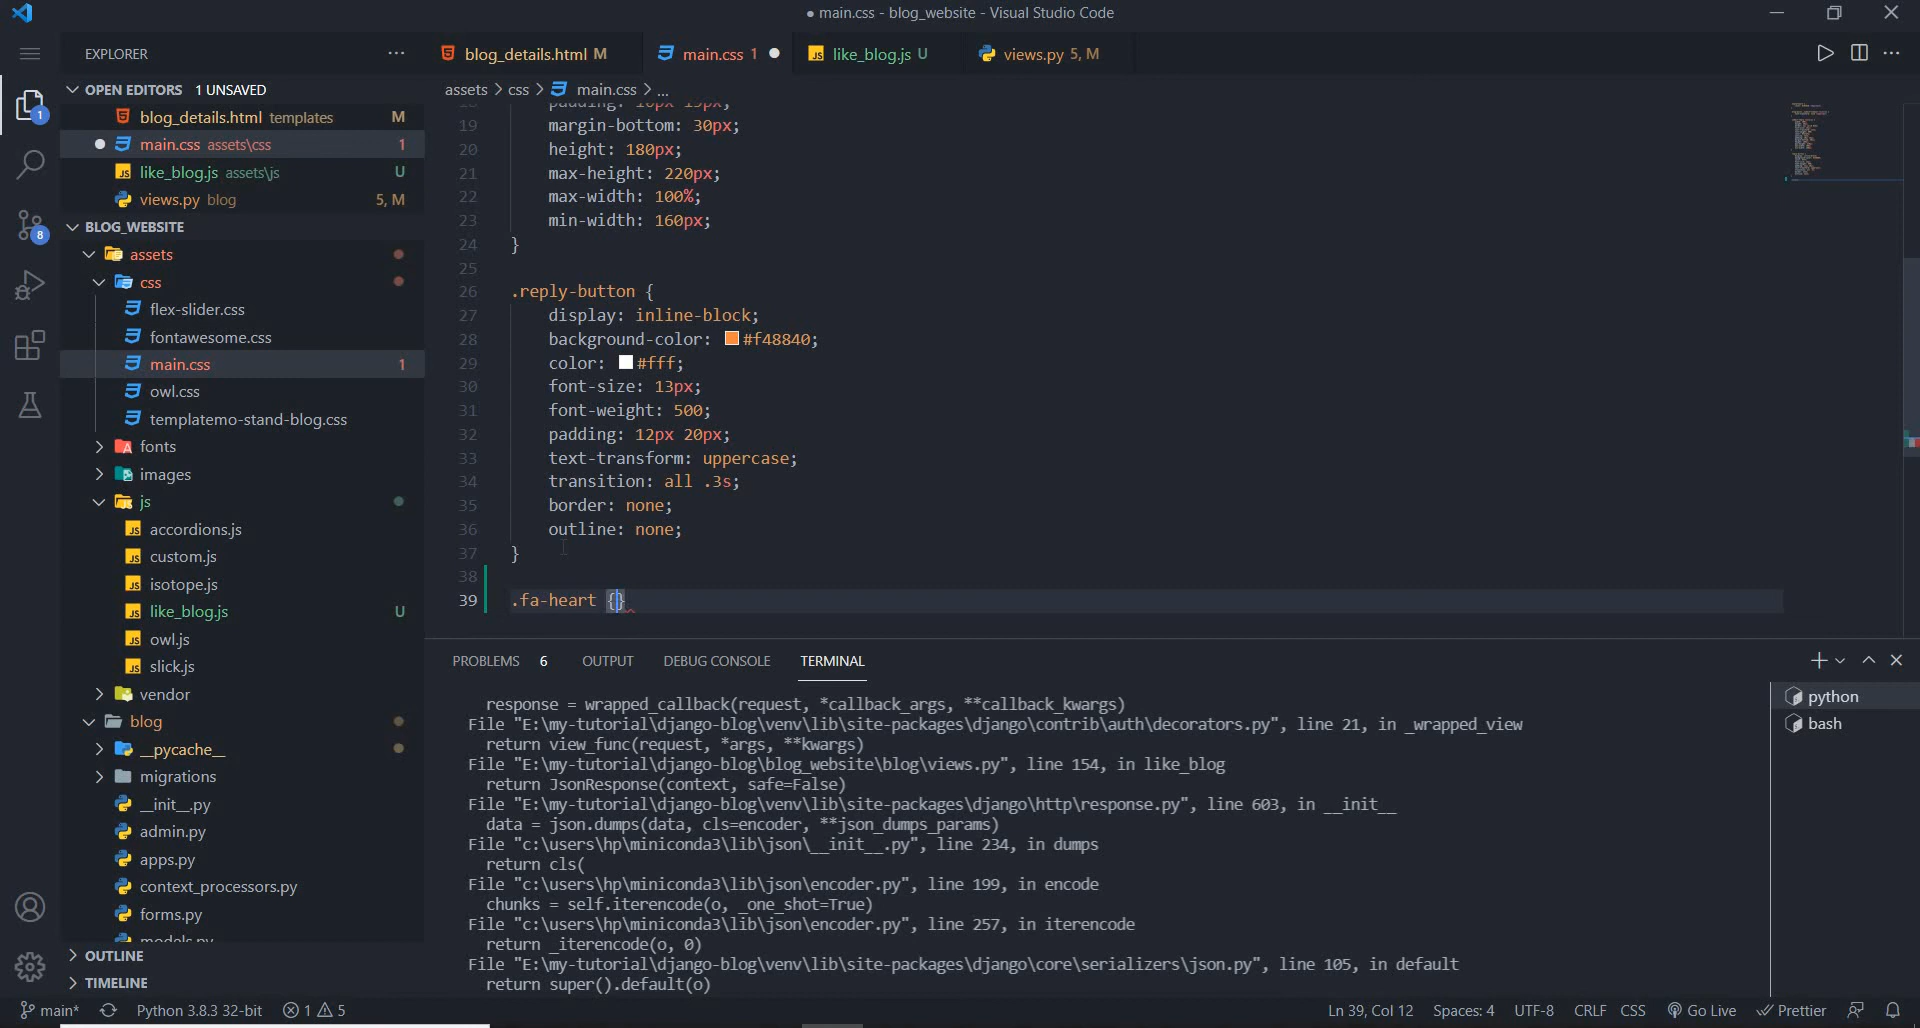 ● main.css - blog_website - Visual Studio Code
EXPLORER
OPEN EDITORS 1 UNSAVED
blog_details.html templates M
main.css assets\css 1
like_blog.js assets\js U
views.py blog 5, M
BLOG_WEBSITE
assets
css
flex-slider.css
fontawesome.css
main.css 1
owl.css
templatemo-stand-blog.css
fonts
images
js
accordions.js
custom.js
isotope.js
like_blog.js U
owl.js
slick.js
vendor
blog
__pycache__
migrations
__init__.py
admin.py
apps.py
context_processors.py
forms.py
models.py
OUTLINE
TIMELINE
1
8
blog_details.html M
main.css 1
like_blog.js U
views.py 5, M
assets > css > main.css > ...
18 padding: 10px 15px;
19 margin-bottom: 30px;
20 height: 180px;
21 max-height: 220px;
22 max-width: 100%;
23 min-width: 160px;
24 }
25
26 .reply-button {
27 display: inline-block;
28 background-color: #f48840;
29 color: #fff;
30 font-size: 13px;
31 font-weight: 500;
32 padding: 12px 20px;
33 text-transform: uppercase;
34 transition: all .3s;
35 border: none;
36 outline: none;
37 }
38
39 .fa-heart {}
PROBLEMS 6 OUTPUT DEBUG CONSOLE TERMINAL
response = wrapped_callback(request, *callback_args, **callback_kwargs)
File "E:\my-tutorial\django-blog\venv\lib\site-packages\django\contrib\auth\decorators.py", line 21, in _wrapped_view
return view_func(request, *args, **kwargs)
File "E:\my-tutorial\django-blog\blog_website\blog\views.py", line 154, in like_blog
return JsonResponse(context, safe=False)
File "E:\my-tutorial\django-blog\venv\lib\site-packages\django\http\response.py", line 603, in __init__
data = json.dumps(data, cls=encoder, **json_dumps_params)
File "c:\users\hp\miniconda3\lib\json\__init__.py", line 234, in dumps
return cls(
File "c:\users\hp\miniconda3\lib\json\encoder.py", line 199, in encode
chunks = self.iterencode(o, _one_shot=True)
File "c:\users\hp\miniconda3\lib\json\encoder.py", line 257, in iterencode
return _iterencode(o, 0)
File "E:\my-tutorial\django-blog\venv\lib\site-packages\django\core\serializers\json.py", line 105, in default
return super().default(o)
python
bash
main* Python 3.8.3 32-bit 1 5 Ln 39, Col 12 Spaces: 4 UTF-8 CRLF CSS Go Live Prettier